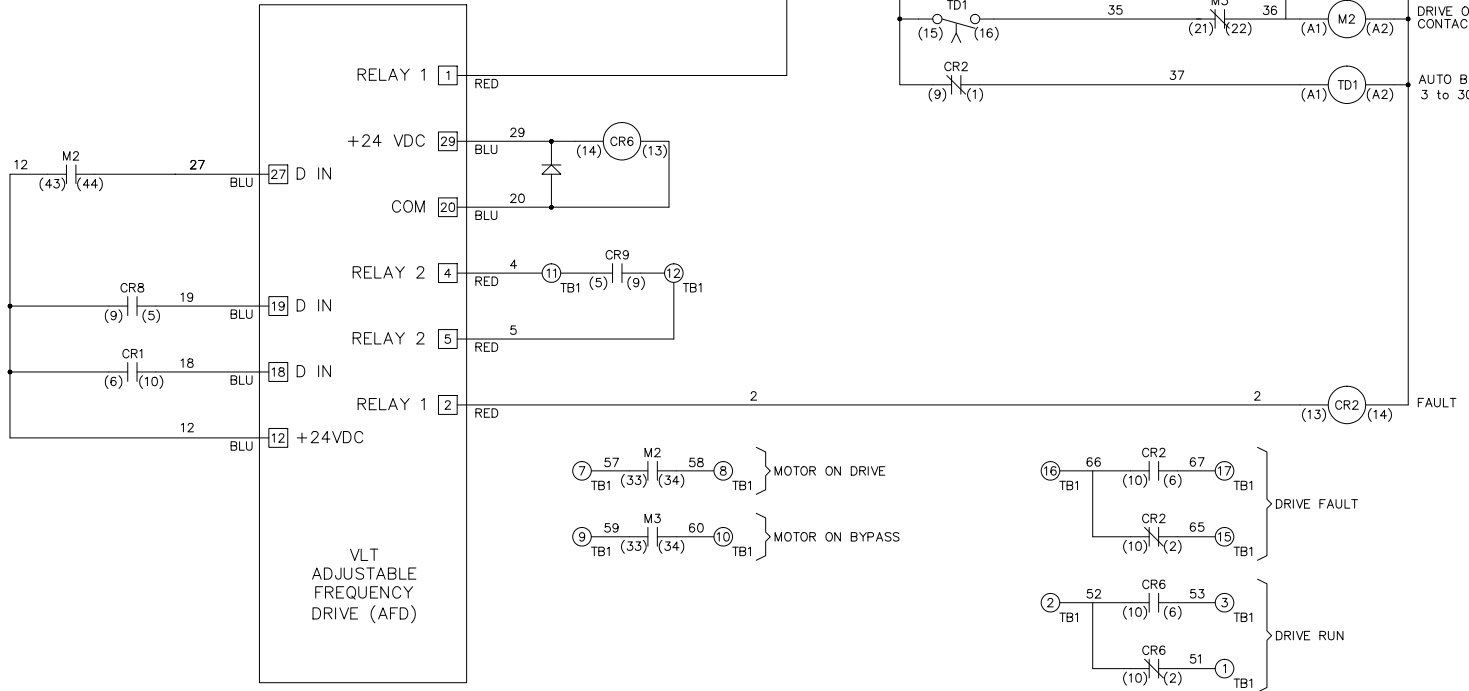 TD1
(15) (16)
35
(21) (22)
36
(A1) M2 (A2)
DRIVE O
CONTAC
CR2
(9) (1)
37
(A1) TD1 (A2)
AUTO B
3 to 30
RELAY 1 1
RED
+24 VDC 29
29
BLU
(14) CR6 (13)
12
M2
(43) (44)
27
BLU
27 D IN
COM 20
20
BLU
RELAY 2 4
4
RED
11
TB1
CR9
(5) (9)
12
TB1
CR8
(9) (5)
19
BLU
19 D IN
RELAY 2 5
5
RED
CR1
(6) (10)
18
BLU
18 D IN
RELAY 1 2
RED
2
2
(13) CR2 (14)
FAULT
12
BLU
12 +24VDC
7
TB1
57
M2
(33) (34)
58
8
TB1
MOTOR ON DRIVE
9
TB1
59
M3
(33) (34)
60
10
TB1
MOTOR ON BYPASS
16
TB1
66
CR2
(10) (6)
67
17
TB1
CR2
(10) (2)
65
15
TB1
DRIVE FAULT
2
TB1
52
CR6
(10) (6)
53
3
TB1
CR6
(10) (2)
51
1
TB1
DRIVE RUN
VLT
ADJUSTABLE
FREQUENCY
DRIVE (AFD)